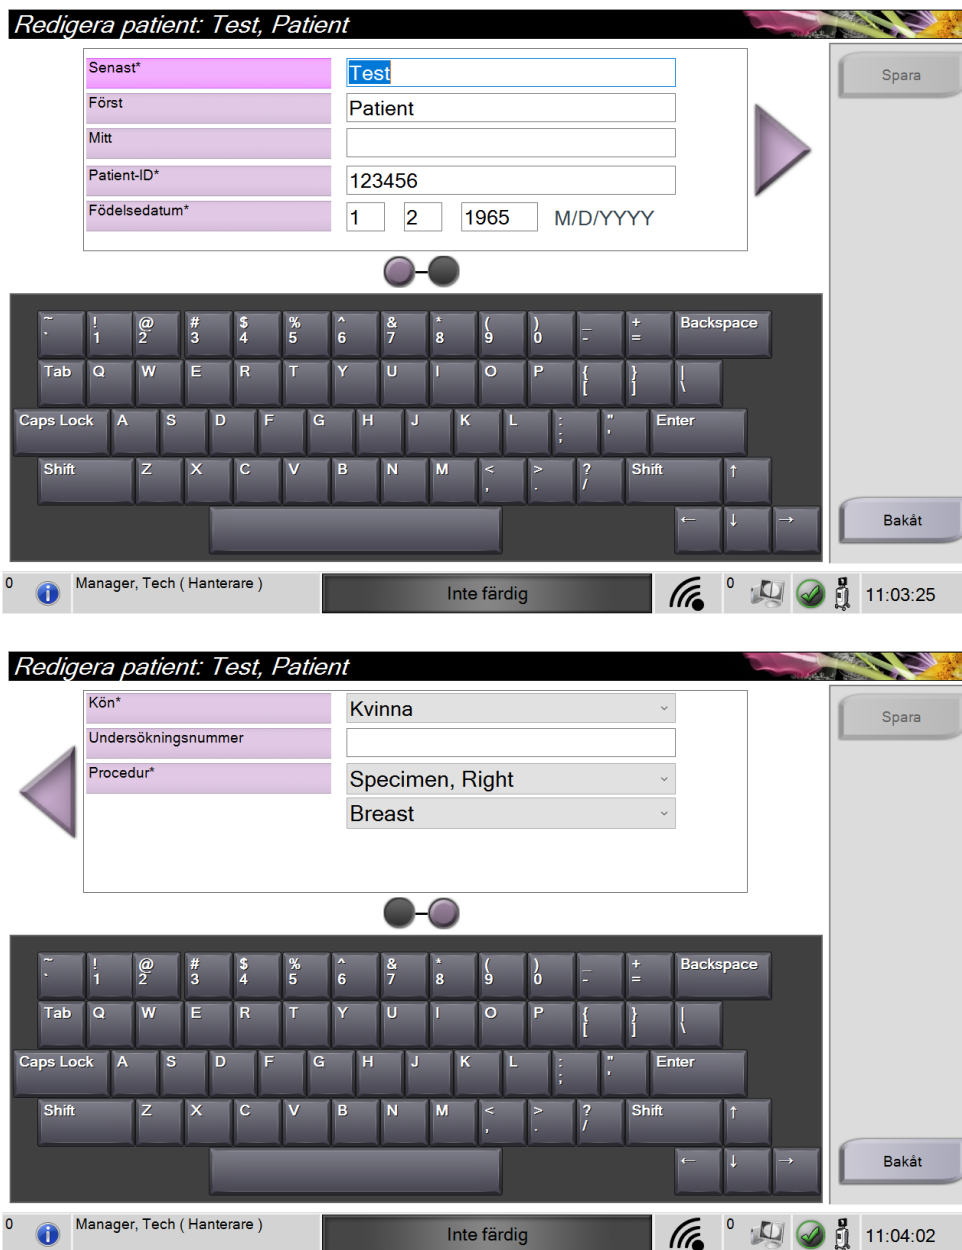 Redigera patient: Test, Patient
Senast*
Test
Spara
Först
Patient
Mitt
Patient-ID*
123456
Födelsedatum*
1 2 1965 M/D/YYYY
~ ! @ # $ % ^ & * ( ) _ + Backspace
` 1 2 3 4 5 6 7 8 9 0 - =
Tab Q W E R T Y U I O P { } |
[ ] \
Caps Lock A S D F G H J K L : " Enter
; '
Shift Z X C V B N M < > ? Shift ↑
, . /
← ↓ →
Bakåt
0 Manager, Tech ( Hanterare ) Inte färdig 0 11:03:25
Redigera patient: Test, Patient
Kön*
Kvinna
Spara
Undersökningsnummer
Procedur*
Specimen, Right
Breast
~ ! @ # $ % ^ & * ( ) _ + Backspace
` 1 2 3 4 5 6 7 8 9 0 - =
Tab Q W E R T Y U I O P { } |
[ ] \
Caps Lock A S D F G H J K L : " Enter
; '
Shift Z X C V B N M < > ? Shift ↑
, . /
← ↓ →
Bakåt
0 Manager, Tech ( Hanterare ) Inte färdig 0 11:04:02